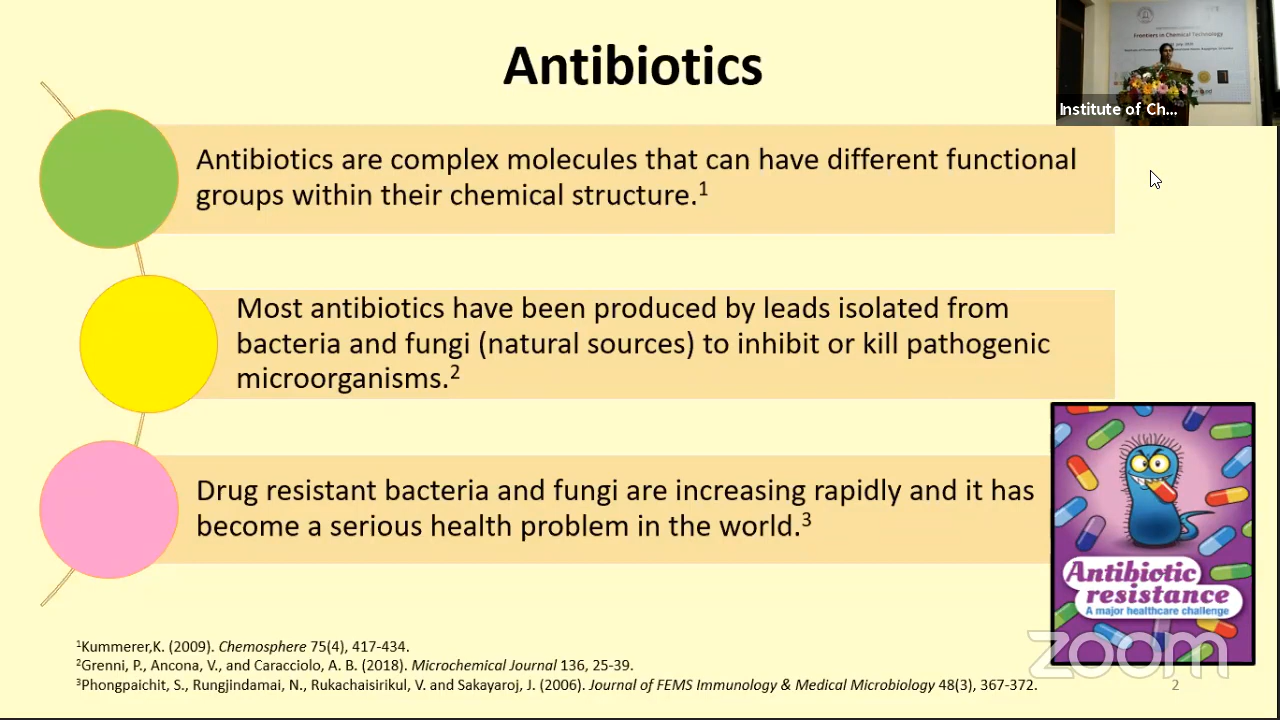 Antibiotics
Frontiers in Chemical Technology
Institute of Ch...
Antibiotics are complex molecules that can have different functional
groups within their chemical structure.1
Most antibiotics have been produced by leads isolated from
bacteria and fungi (natural sources) to inhibit or kill pathogenic
microorganisms.2
Drug resistant bacteria and fungi are increasing rapidly and it has
become a serious health problem in the world.3
Antibiotic
resistance
A major healthcare challenge
zoom
1Kummerer,K. (2009). Chemosphere 75(4), 417-434.
2Grenni, P., Ancona, V., and Caracciolo, A. B. (2018). Microchemical Journal 136, 25-39.
3Phongpaichit, S., Rungjindamai, N., Rukachaisirikul, V. and Sakayaroj, J. (2006). Journal of FEMS Immunology & Medical Microbiology 48(3), 367-372.
2